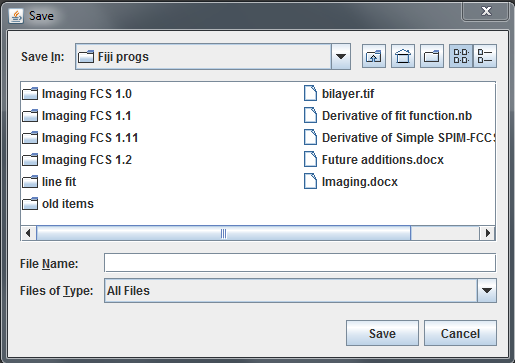 Save
Save In: Fiji progs
Imaging FCS 1.0
Imaging FCS 1.1
Imaging FCS 1.11
Imaging FCS 1.2
line fit
old items
bilayer.tif
Derivative of fit function.nb
Derivative of Simple SPIM-FCCS
Future additions.docx
Imaging.docx
File Name:
Files of Type: All Files
Save Cancel